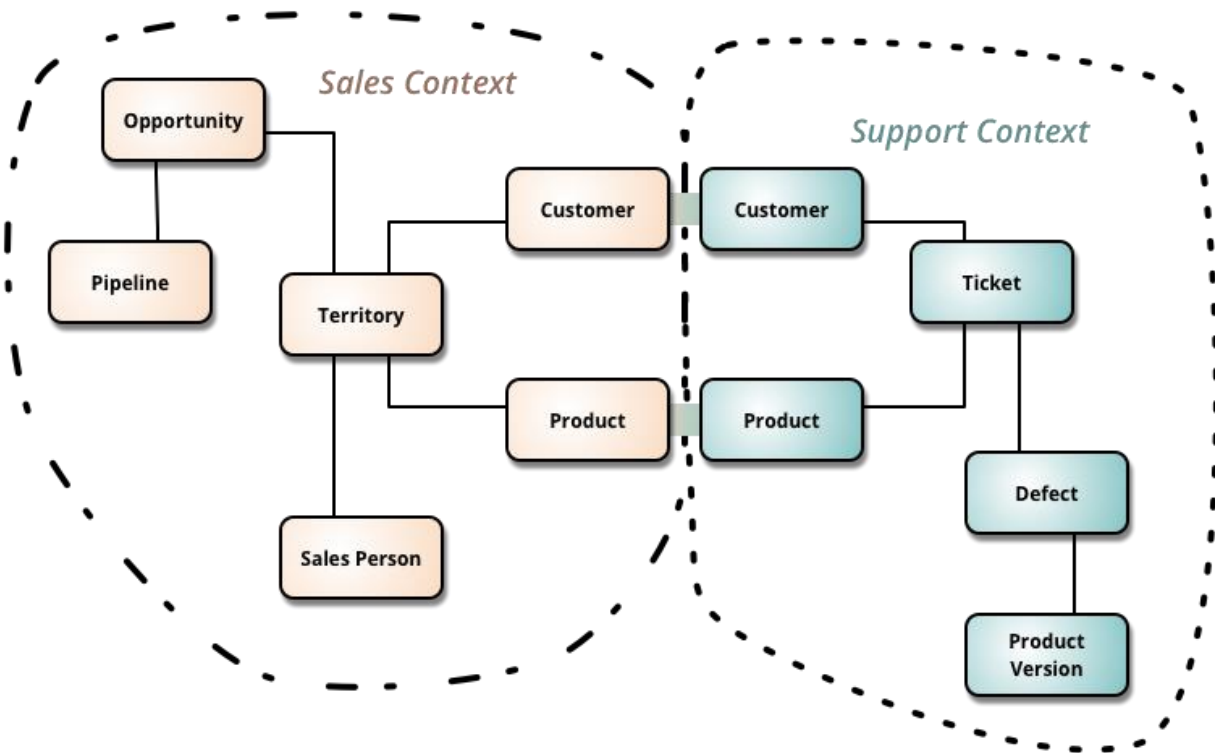 Sales Context
Support Context
Opportunity
Customer
Customer
Pipeline
Ticket
Territory
Product
Product
Defect
Sales Person
Product
Version